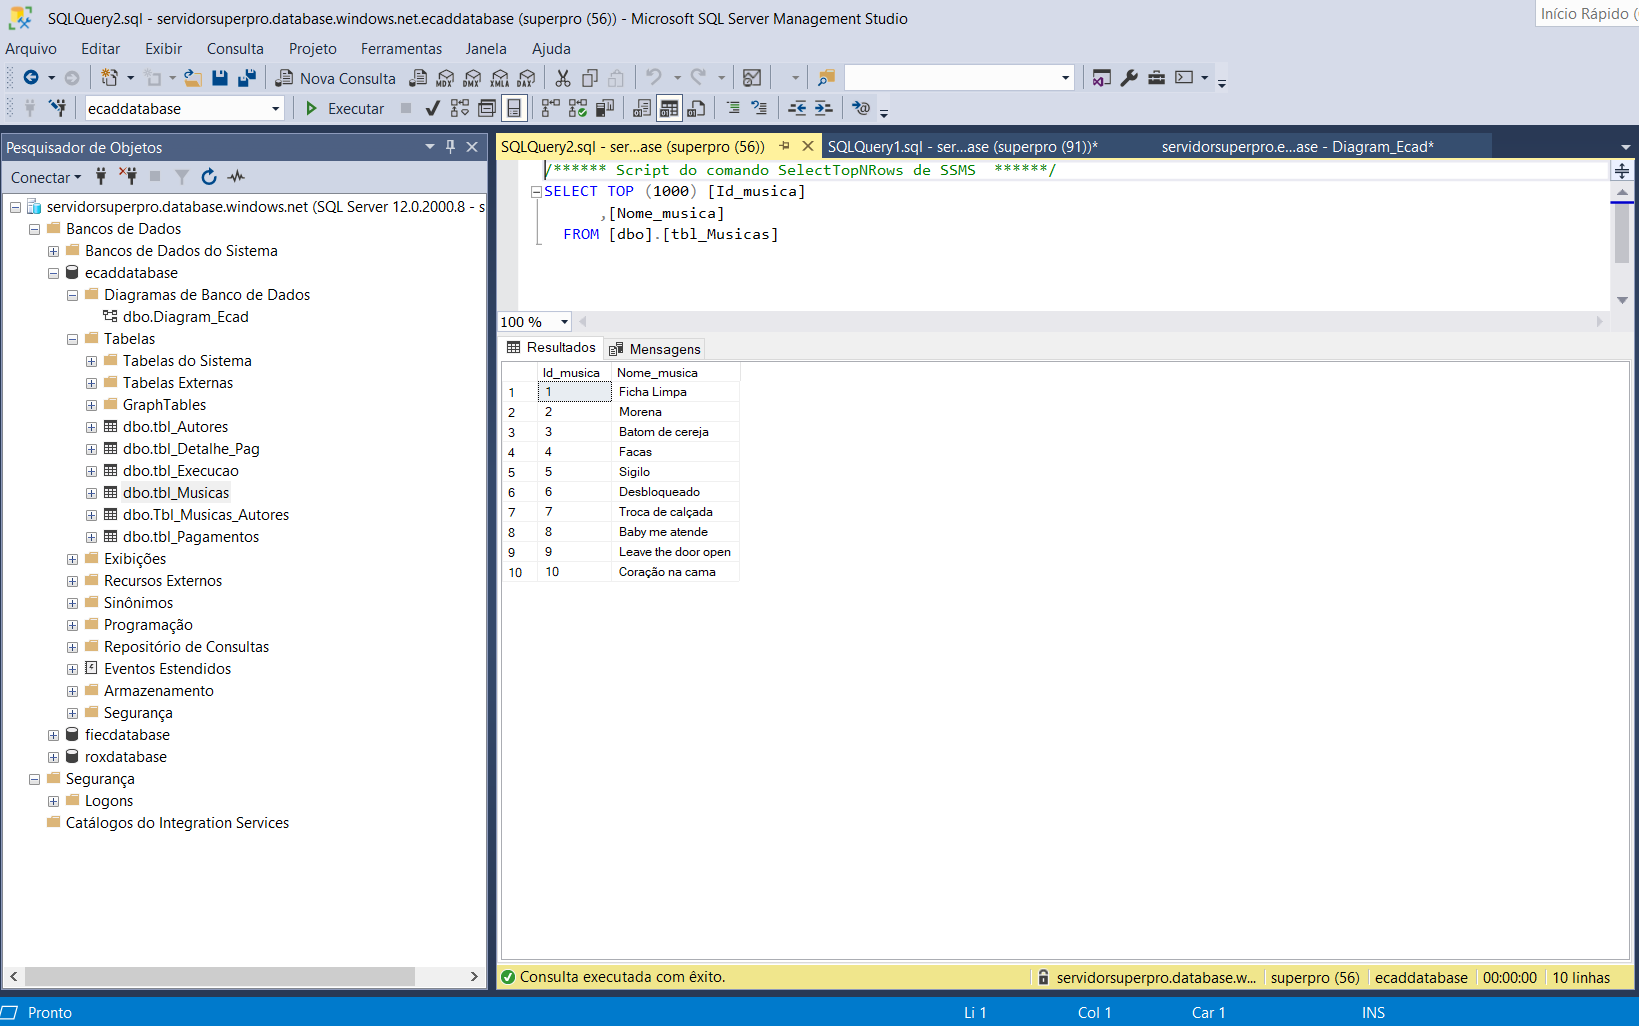 SQLQuery2.sql - servidorsuperpro.database.windows.net.ecaddatabase (superpro (56)) - Microsoft SQL Server Management Studio
Início Rápido (
Arquivo Editar Exibir Consulta Projeto Ferramentas Janela Ajuda
Nova Consulta MDX DMX XMLA DAX
ecaddatabase Executar
Pesquisador de Objetos
Conectar
servidorsuperpro.database.windows.net (SQL Server 12.0.2000.8 - s
Bancos de Dados
Bancos de Dados do Sistema
ecaddatabase
Diagramas de Banco de Dados
dbo.Diagram_Ecad
Tabelas
Tabelas do Sistema
Tabelas Externas
GraphTables
dbo.tbl_Autores
dbo.tbl_Detalhe_Pag
dbo.tbl_Execucao
dbo.tbl_Musicas
dbo.Tbl_Musicas_Autores
dbo.tbl_Pagamentos
Exibições
Recursos Externos
Sinônimos
Programação
Repositório de Consultas
Eventos Estendidos
Armazenamento
Segurança
fiecdatabase
roxdatabase
Segurança
Logons
Catálogos do Integration Services
SQLQuery2.sql - ser...ase (superpro (56)) SQLQuery1.sql - ser...ase (superpro (91))* servidorsuperpro.e...ase - Diagram_Ecad*
/****** Script do comando SelectTopNRows de SSMS ******/
SELECT TOP (1000) [Id_musica]
,[Nome_musica]
FROM [dbo].[tbl_Musicas]
100 %
Resultados Mensagens
Id_musica Nome_musica
1 1 Ficha Limpa
2 2 Morena
3 3 Batom de cereja
4 4 Facas
5 5 Sigilo
6 6 Desbloqueado
7 7 Troca de calçada
8 8 Baby me atende
9 9 Leave the door open
10 10 Coração na cama
Consulta executada com êxito. servidorsuperpro.database.w... superpro (56) ecaddatabase 00:00:00 10 linhas
Pronto Li 1 Col 1 Car 1 INS